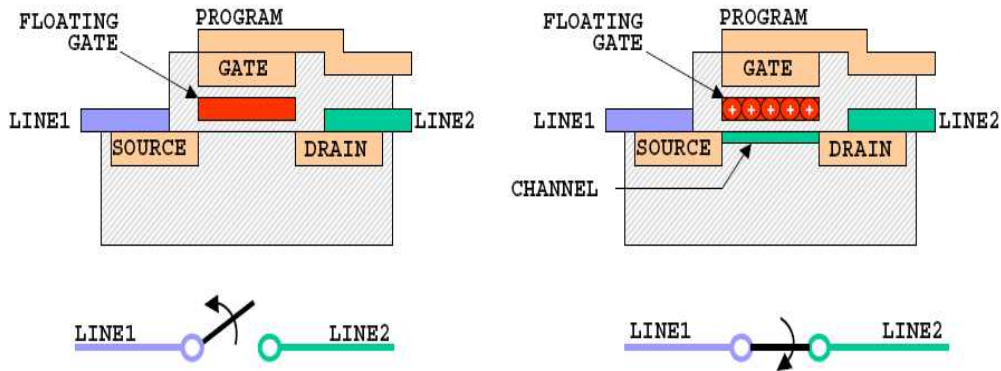 FLOATING
GATE
PROGRAM
GATE
LINE1
LINE2
SOURCE
DRAIN
LINE1
LINE2
FLOATING
GATE
PROGRAM
GATE
+ + + + +
LINE1
LINE2
SOURCE
DRAIN
CHANNEL
LINE1
LINE2